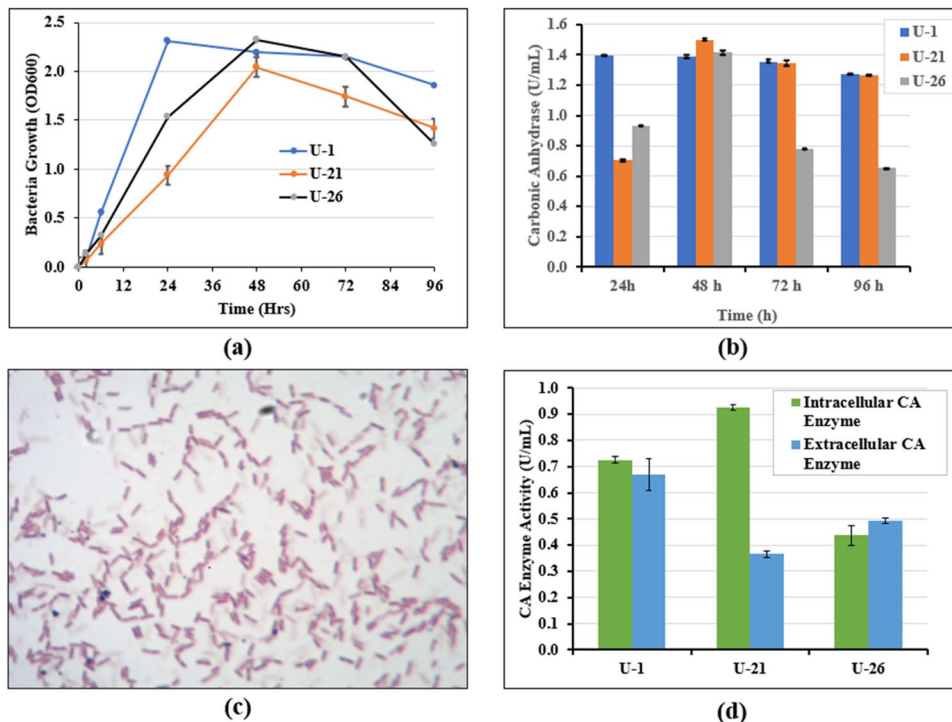 Bacteria Growth (OD600)
2.5
2.0
1.5
1.0
0.5
0.0
0 12 24 36 48 60 72 84 96
Time (Hrs)
U-1
U-21
U-26
(a)
Carbonic Anhydrase (U/mL)
1.6
1.4
1.2
1.0
0.8
0.6
0.4
0.2
0.0
24h 48 h 72 h 96 h
Time (h)
U-1
U-21
U-26
(b)
(c)
CA Enzyme Activity (U/mL)
1.0
0.9
0.8
0.7
0.6
0.5
0.4
0.3
0.2
0.1
0.0
U-1 U-21 U-26
Intracellular CA
Enzyme
Extracellular CA
Enzyme
(d)